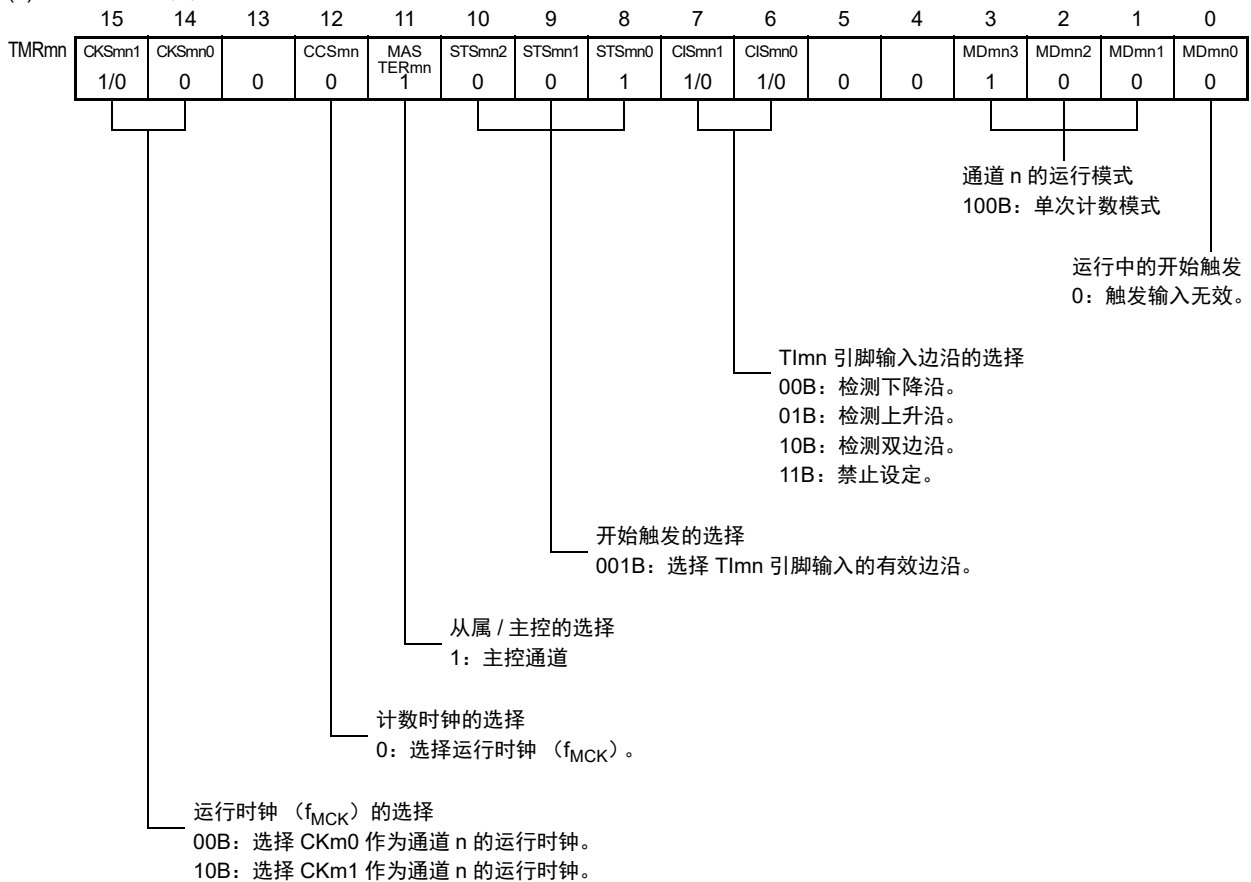 15 14 13 12 11 10 9 8 7 6 5 4 3 2 1 0
TMRmn CKSmn1 CKSmn0 CCSmn MAS TERmn STSmn2 STSmn1 STSmn0 CISmn1 CISmn0 MDmn3 MDmn2 MDmn1 MDmn0
1/0 0 0 0 1 0 0 1 1/0 1/0 0 0 1 0 0 0
通道 n 的运行模式
100B：单次计数模式
运行中的开始触发
0：触发输入无效。
TImn 引脚输入边沿的选择
00B：检测下降沿。
01B：检测上升沿。
10B：检测双边沿。
11B：禁止设定。
开始触发的选择
001B：选择 TImn 引脚输入的有效边沿。
从属 / 主控的选择
1：主控通道
计数时钟的选择
0：选择运行时钟 （fMCK）。
运行时钟 （fMCK）的选择
00B：选择 CKm0 作为通道 n 的运行时钟。
10B：选择 CKm1 作为通道 n 的运行时钟。